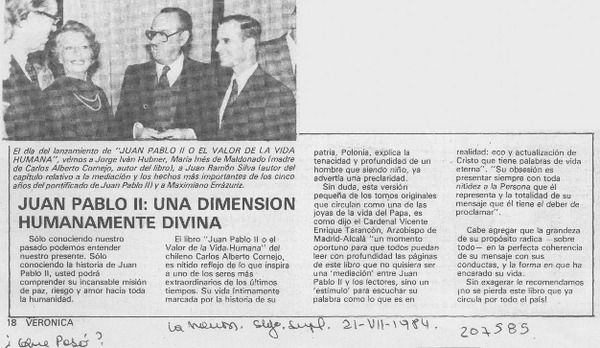 El día del lanzamiento de "JUAN PABLO II O EL VALOR DE LA VIDA
HUMANA", vémos a Jorge Iván Hubner, María Inés de Maldonado (madre
de Carlos Alberto Cornejo, autor del libro), a Juan Ramón Silva (autor del
capítulo relativo a la mediación y los hechos más importantes de los cinco
años del pontificado de Juan Pablo II) y a Maximiano Errázuriz.
JUAN PABLO II: UNA DIMENSION
HUMANAMENTE DIVINA
Sólo conociendo nuestro
pasado podemos entender
nuestro presente. Sólo
conociendo la historia de Juan
Pablo II, usted podrá
comprender su incansable misión
de paz, riesgo y amor hacia toda
la humanidad.
El libro "Juan Pablo II o el
Valor de la Vida Humana" del
chileno Carlos Alberto Cornejo,
es nítido reflejo de lo que inspira
a uno de los seres más
extraordinarios de los últimos
tiempos. Su vida íntimamente
marcada por la historia de su
patria, Polonia, explica la
tenacidad y profundidad de un
hombre que siendo niño, ya
advertía una precocidad.
Sin duda, esta versión
pequeña de los tomos originales
que circulan como una de las
joyas de la vida del Papa, es
como dijo el Cardenal Vicente
Enrique Tarancón, Arzobispo de
Madrid-Alcalá "un momento
oportuno para que todos puedan
leer con profundidad las páginas
de este libro que no quisiera ser
una 'mediación' entre Juan
Pablo II y los lectores, sino un
'estímulo' para escuchar su
palabra como lo que es en
realidad: eco y actualización de
Cristo que tiene palabras de vida
eterna". "Su obsesión es
presentar siempre con toda
nitidez a la Persona que él
representa y la totalidad de su
mensaje que él tiene el deber de
proclamar".
Cabe agregar que la grandeza
de su propósito radica – sobre
todo – en la perfecta coherencia
de su mensaje con sus
conductas, y la forma en que ha
encarado su vida.
Sin exagerar le recomendamos
¡no se pierda este libro que ya
circula por todo el país!
18 VERONICA
Stgo. Supl. 21-VII-1984.
207585
¿Qué Pasó?